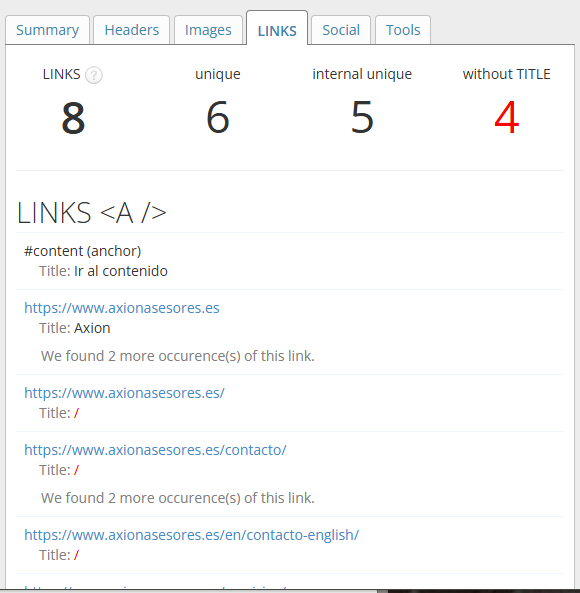 Summary Headers Images LINKS Social Tools
LINKS ? unique internal unique without TITLE
8 6 5 4
LINKS <A />
#content (anchor)
Title: Ir al contenido
https://www.axionasesores.es
Title: Axion
We found 2 more occurence(s) of this link.
https://www.axionasesores.es/
Title: /
https://www.axionasesores.es/contacto/
Title: /
We found 2 more occurence(s) of this link.
https://www.axionasesores.es/en/contacto-english/
Title: /